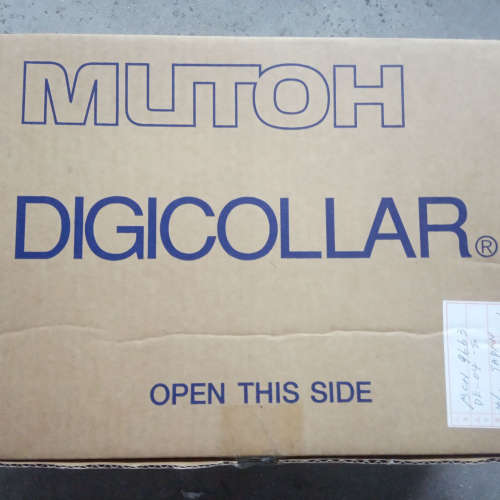 MUTOH
DIGICOLLAR®
OPEN THIS SIDE